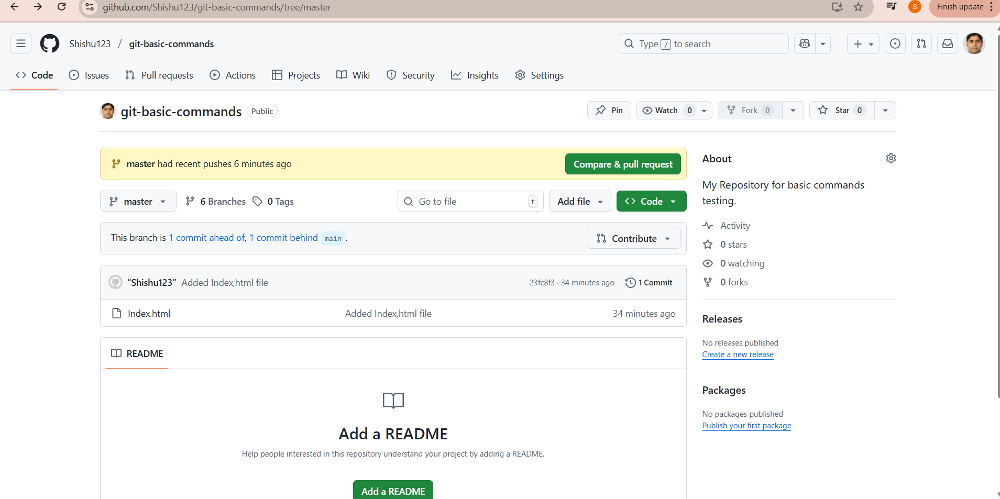 github.com/Shishu123/git-basic-commands/tree/master
S
Finish update
Shishu123 / git-basic-commands
Type / to search
Code
Issues
Pull requests
Actions
Projects
Wiki
Security
Insights
Settings
git-basic-commands Public
Pin
Watch 0
Fork 0
Star 0
master had recent pushes 6 minutes ago
Compare & pull request
master
6 Branches
0 Tags
Go to file t
Add file
Code
This branch is 1 commit ahead of, 1 commit behind main .
Contribute
“Shishu123” Added Index,html file
23fc8f3 · 34 minutes ago
1 Commit
Index.html
Added Index,html file
34 minutes ago
README
Add a README
Help people interested in this repository understand your project by adding a README.
Add a README
About
My Repository for basic commands
testing.
Activity
0 stars
0 watching
0 forks
Releases
No releases published
Create a new release
Packages
No packages published
Publish your first package